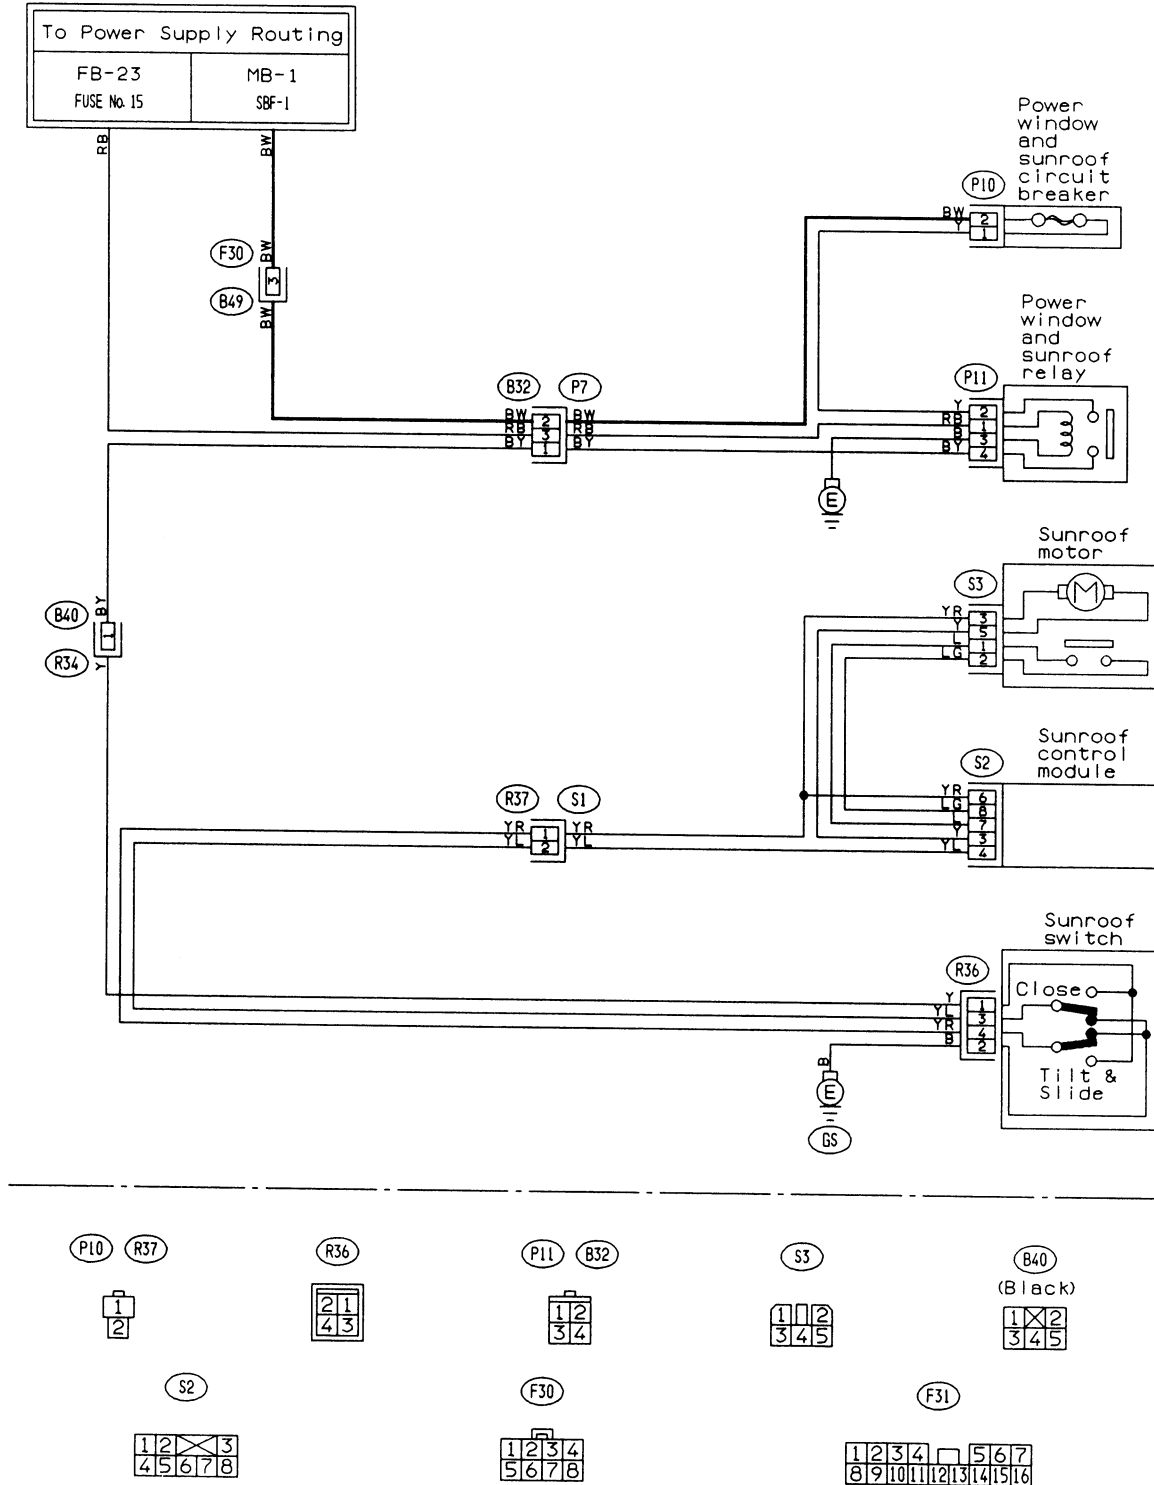 To Power Supply Routing
FB-23
FUSE No. 15
MB-1
SBF-1
RB
BW
Power
window
and
sunroof
circuit
breaker
P10
BW
Y
2
1
F30
BW
3
B49
BW
Power
window
and
sunroof
relay
P11
B32
P7
BW
RB
BY
2
3
1
BW
RB
BY
Y
RB
B
BY
2
1
3
4
E
Sunroof
motor
S3
M
YR
Y
L
LG
3
5
1
2
B40
BY
1
R34
Y
Sunroof
control
module
S2
YR
LG
L
Y
YL
6
8
7
3
4
R37
S1
YR
YL
1
2
YR
YL
Sunroof
switch
R36
Y
YL
YR
B
1
3
4
2
Close
Tilt &
Slide
B
E
GS
P10
R37
1
2
R36
2 1
4 3
P11
B32
1 2
3 4
S3
1 2
3 4 5
B40
(Black)
1 2
3 4 5
S2
1 2 3
4 5 6 7 8
F30
1 2 3 4
5 6 7 8
F31
1 2 3 4 5 6 7
8 9 10 11 12 13 14 15 16